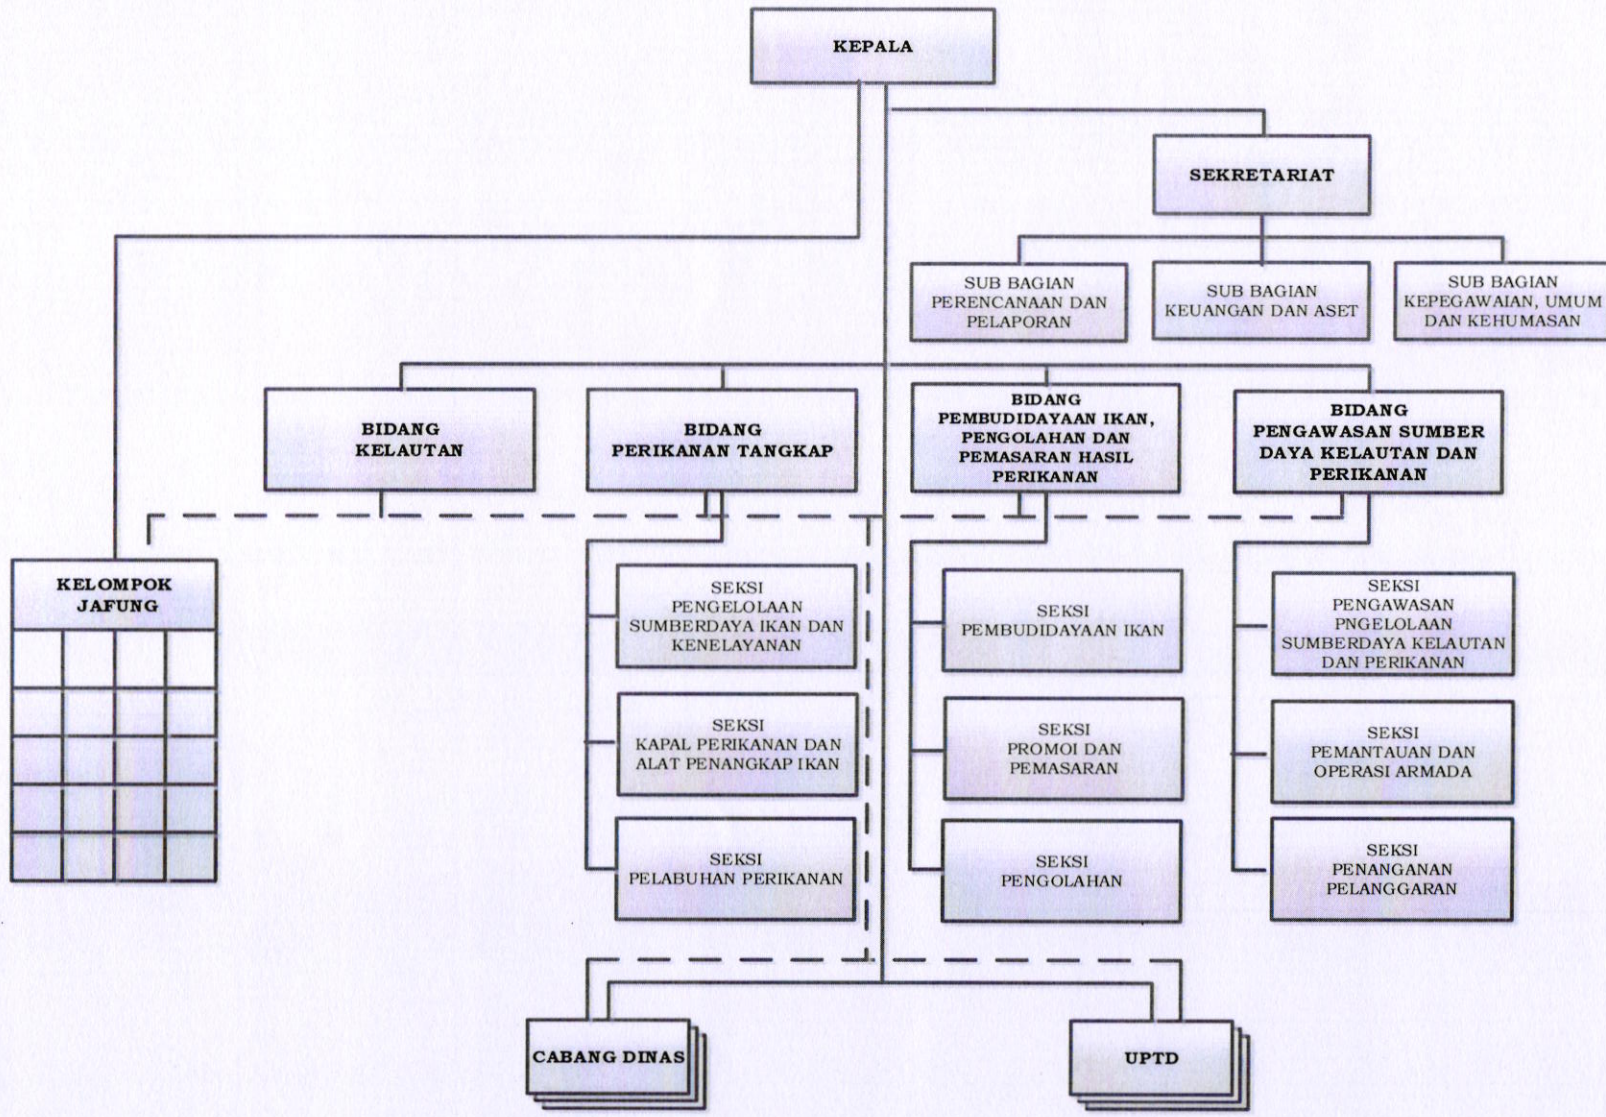 KEPALA
SEKRETARIAT
SUB BAGIAN
PERENCANAAN DAN
PELAPORAN
SUB BAGIAN
KEUANGAN DAN ASET
SUB BAGIAN
KEPEGAWAIAN, UMUM
DAN KEHUMASAN
BIDANG
KELAUTAN
BIDANG
PERIKANAN TANGKAP
BIDANG
PEMBUDIDAYAAN IKAN,
PENGOLAHAN DAN
PEMASARAN HASIL
PERIKANAN
BIDANG
PENGAWASAN SUMBER
DAYA KELAUTAN DAN
PERIKANAN
KELOMPOK
JAFUNG
SEKSI
PENGELOLAAN
SUMBERDAYA IKAN DAN
KENELAYANAN
SEKSI
KAPAL PERIKANAN DAN
ALAT PENANGKAP IKAN
SEKSI
PELABUHAN PERIKANAN
SEKSI
PEMBUDIDAYAAN IKAN
SEKSI
PROMOI DAN
PEMASARAN
SEKSI
PENGOLAHAN
SEKSI
PENGAWASAN
PNGELOLAAN
SUMBERDAYA KELAUTAN
DAN PERIKANAN
SEKSI
PEMANTAUAN DAN
OPERASI ARMADA
SEKSI
PENANGANAN
PELANGGARAN
CABANG DINAS
UPTD